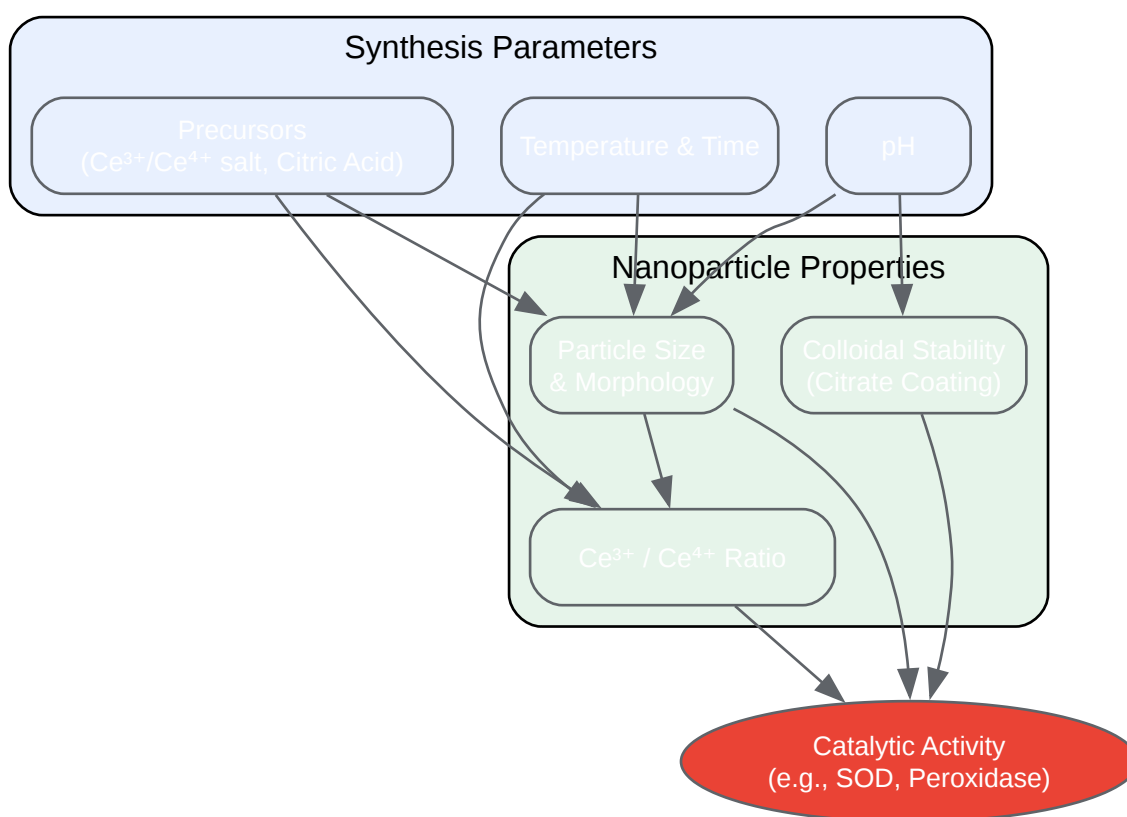 Synthesis Parameters
Precursors
(Ce³⁺/Ce⁴⁺ salt, Citric Acid)
Temperature & Time
pH
Nanoparticle Properties
Particle Size
& Morphology
Colloidal Stability
(Citrate Coating)
Ce³⁺ / Ce⁴⁺ Ratio
Catalytic Activity
(e.g., SOD, Peroxidase)